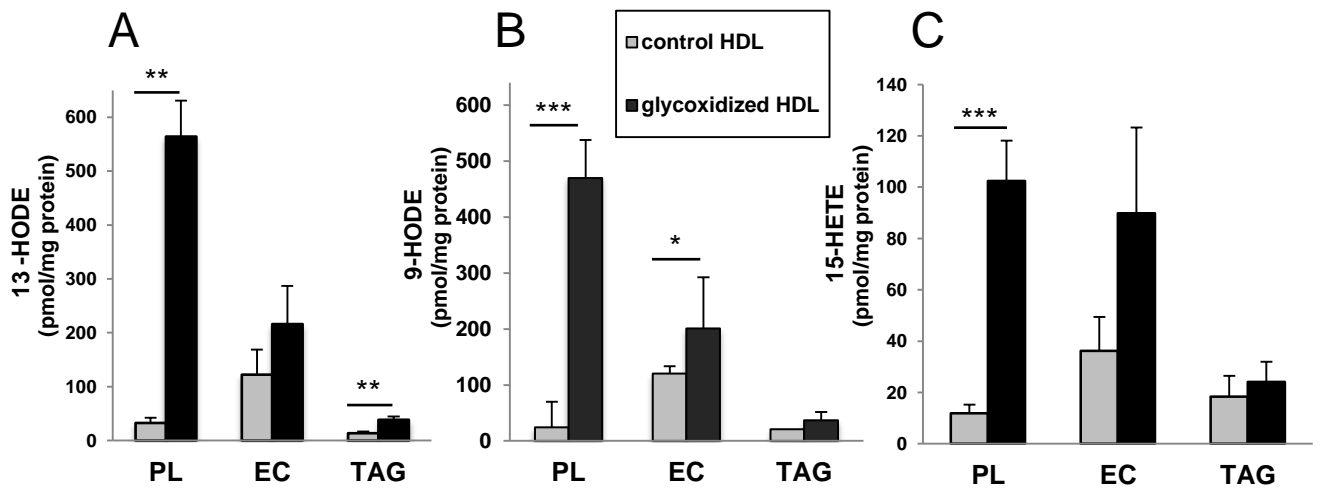 A
13 -HODE
(pmol/mg protein)
600
500
400
300
200
100
0
**
**
PL EC TAG
B
control HDL
glycoxidized HDL
9-HODE
(pmol/mg protein)
600
500
400
300
200
100
0
***
*
PL EC TAG
C
15-HETE
(pmol/mg protein)
140
120
100
80
60
40
20
0
***
PL EC TAG